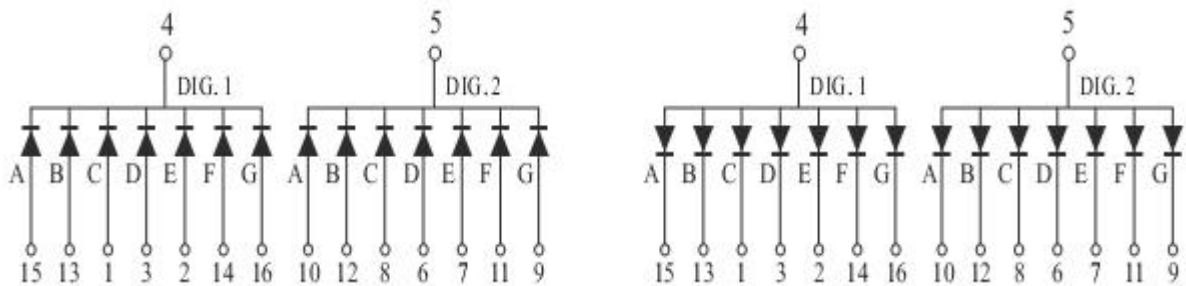 4 5 4 5
DIG. 1 DIG. 2 DIG. 1 DIG. 2
A B C D E F G A B C D E F G A B C D E F G A B C D E F G
15 13 1 3 2 14 16 10 12 8 6 7 11 9 15 13 1 3 2 14 16 10 12 8 6 7 11 9